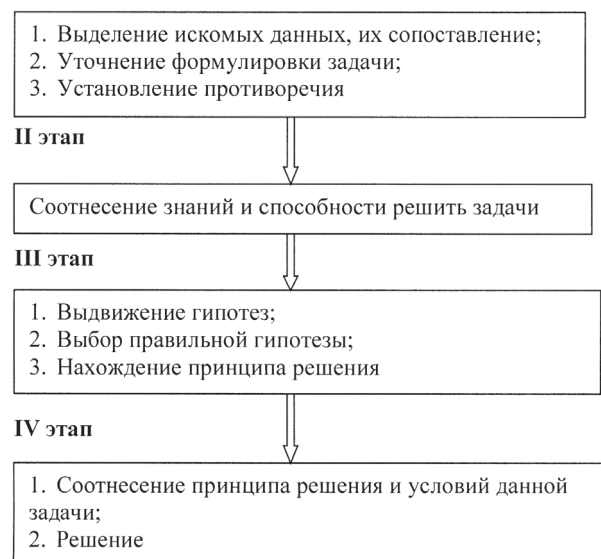 1. Выделение искомых данных, их сопоставление;
2. Уточнение формулировки задачи;
3. Установление противоречия
II этап
Соотнесение знаний и способности решить задачи
III этап
1. Выдвижение гипотез;
2. Выбор правильной гипотезы;
3. Нахождение принципа решения
IV этап
1. Соотнесение принципа решения и условий данной
задачи;
2. Решение